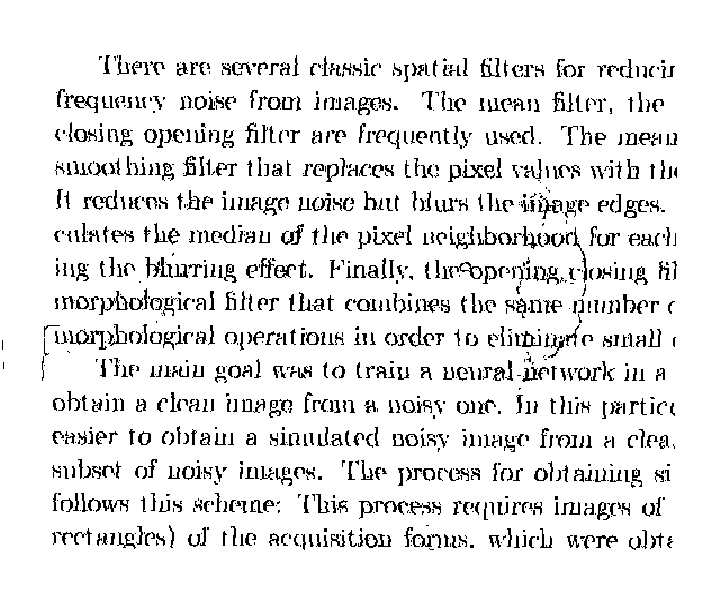 There are several classic spatial filters for reducin
frequency noise from images. The mean filter, the
closing opening filter are frequently used. The mean
smoothing filter that replaces the pixel values with the
It reduces the image noise but blurs the image edges.
culates the median of the pixel neighborhood for each
ing the blurring effect. Finally, the opening closing fil
morphological filter that combines the same number o
morphological operations in order to eliminate small
The main goal was to train a neural network in a
obtain a clean image from a noisy one. In this partic
easier to obtain a simulated noisy image from a clea
subset of noisy images. The process for obtaining si
follows this scheme: This process requires images of
rectangles) of the acquisition forms, which were obta